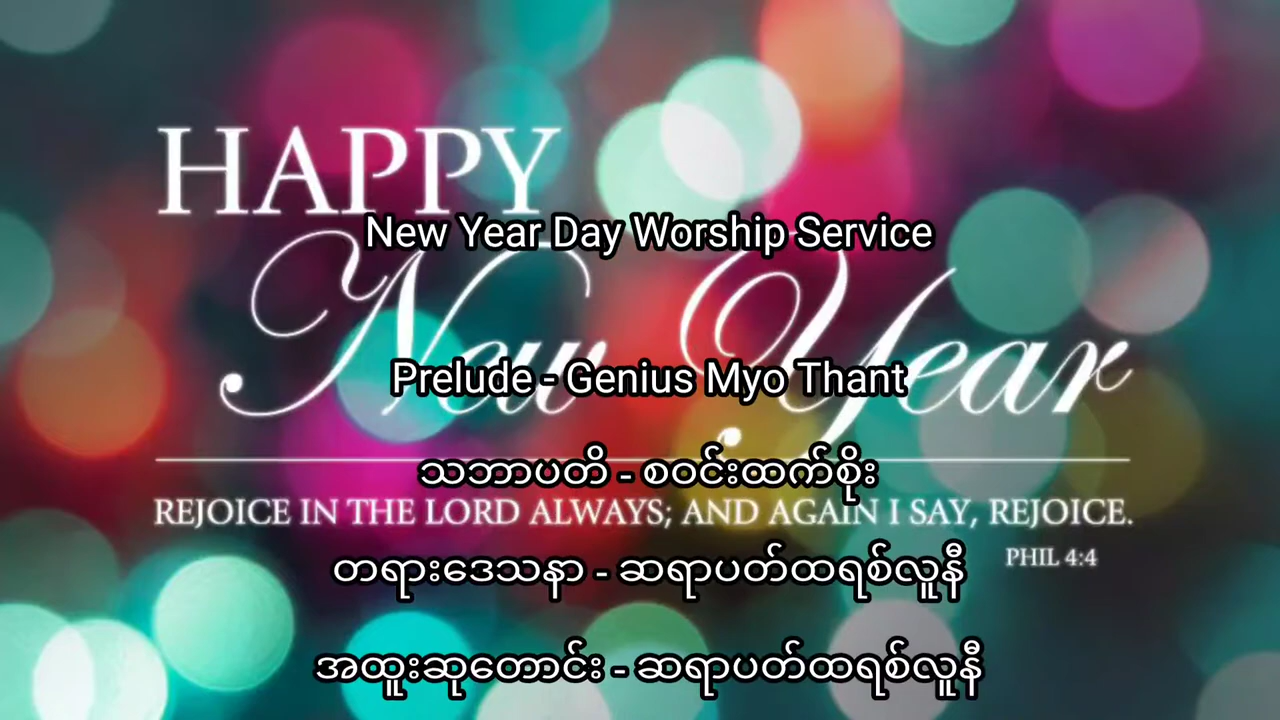 HAPPY
New Year Day Worship Service
New Year
Prelude - Genius Myo Thant
သဘာပတိ - စဝင်းထက်စိုး
REJOICE IN THE LORD ALWAYS; AND AGAIN I SAY, REJOICE.
PHIL 4:4
တရားဒေသနာ - ဆရာပတ်ထရစ်လူနီ
အထူးဆုတောင်း - ဆရာပတ်ထရစ်လူနီ